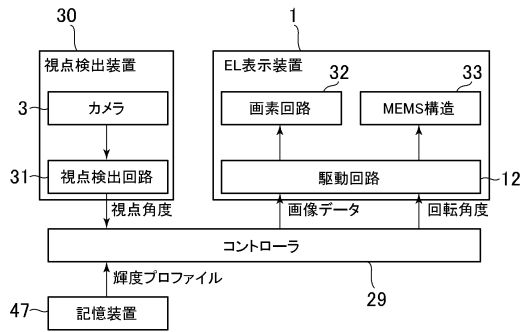 30
視点検出装置
3
カメラ
31
視点検出回路
視点角度
1
EL表示装置
32
33
画素回路
MEMS構造
駆動回路
12
画像データ
回転角度
コントローラ
29
輝度プロファイル
47
記憶装置